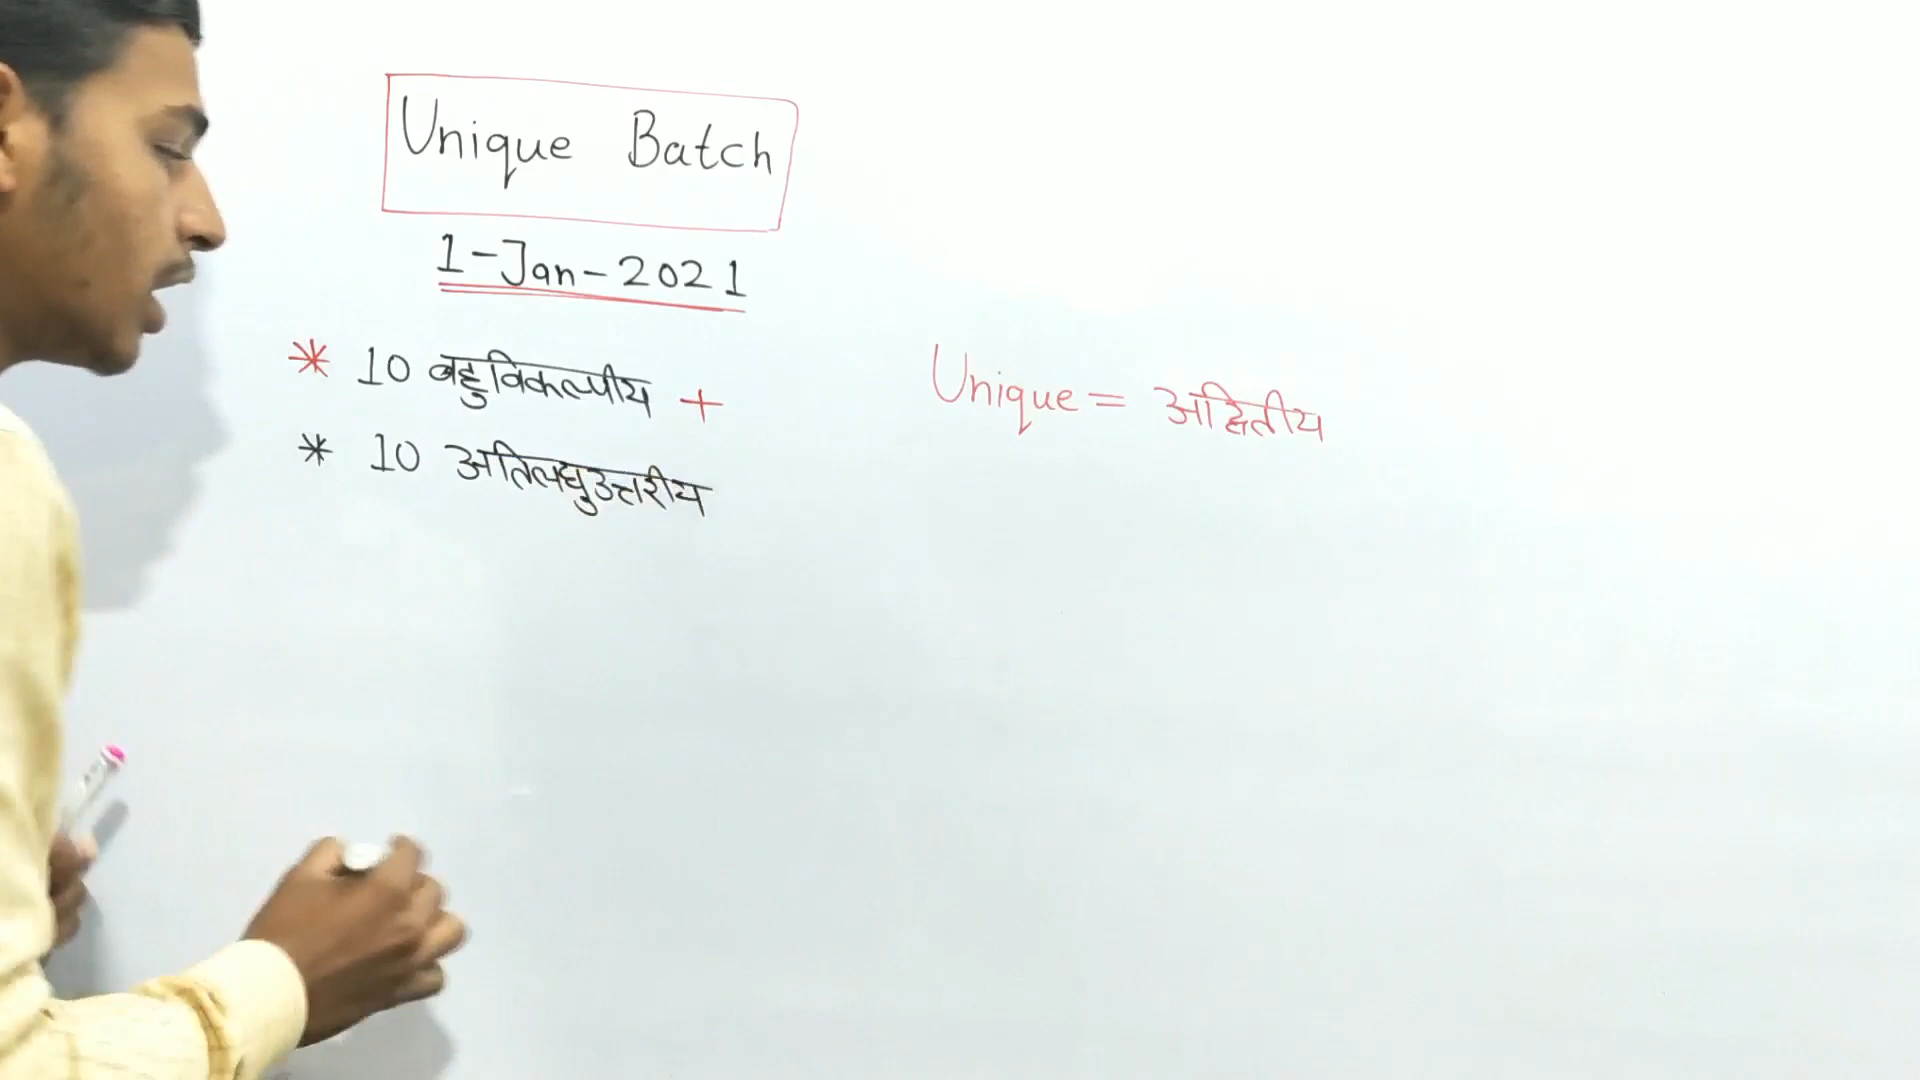 Unique Batch
1-Jan-2021
* 10 बहुविकल्पीय +
* 10 अतिलघुउत्तरीय
Unique = अद्वितीय